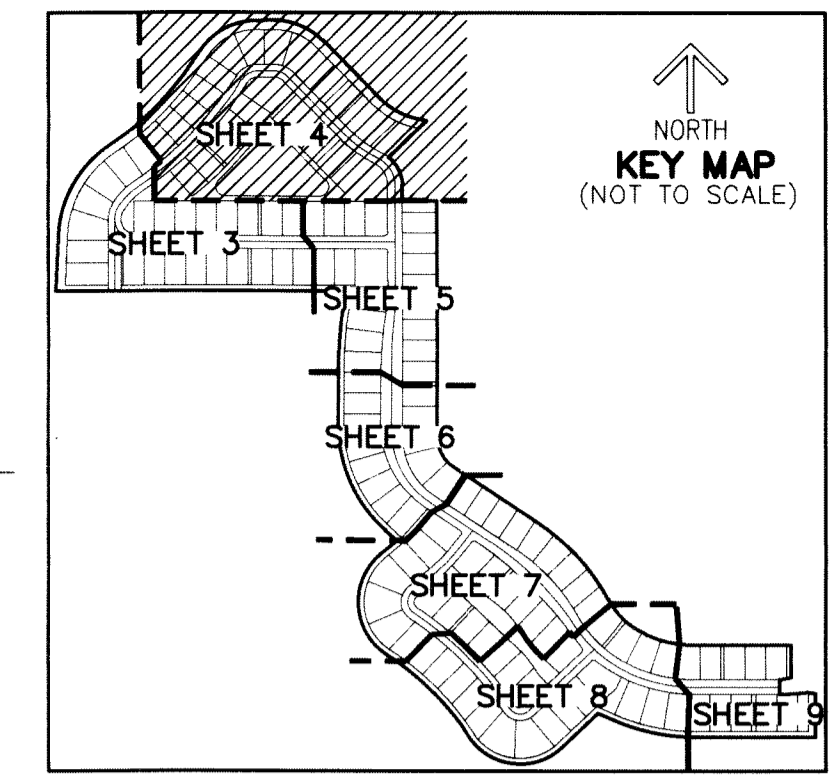 SHEET 4
NORTH
KEY MAP
(NOT TO SCALE)
SHEET 3
SHEET 5
SHEET 6
SHEET 7
SHEET 8
SHEET 9